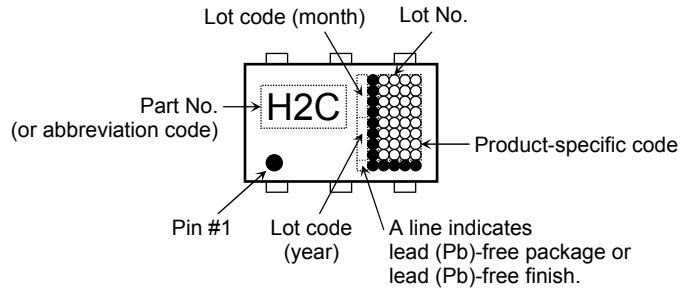 Lot code (month)
Lot No.
Part No.
(or abbreviation code)
H2C
Product-specific code
Pin #1
Lot code
(year)
A line indicates
lead (Pb)-free package or
lead (Pb)-free finish.